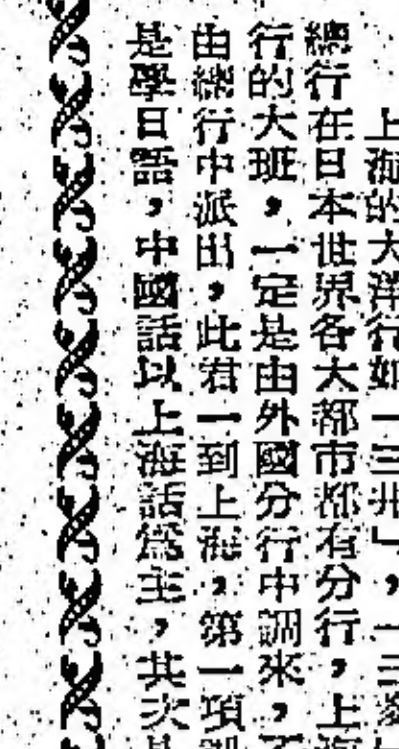 上海的大洋行如「三井」,「三菱
總行在日本世界各大都市都有分行,上海
行的大班,一定是由外國分行中調來,不
由總行中派出,此君一到上海,第一項
是學日語,中國話以上海話爲主,其次